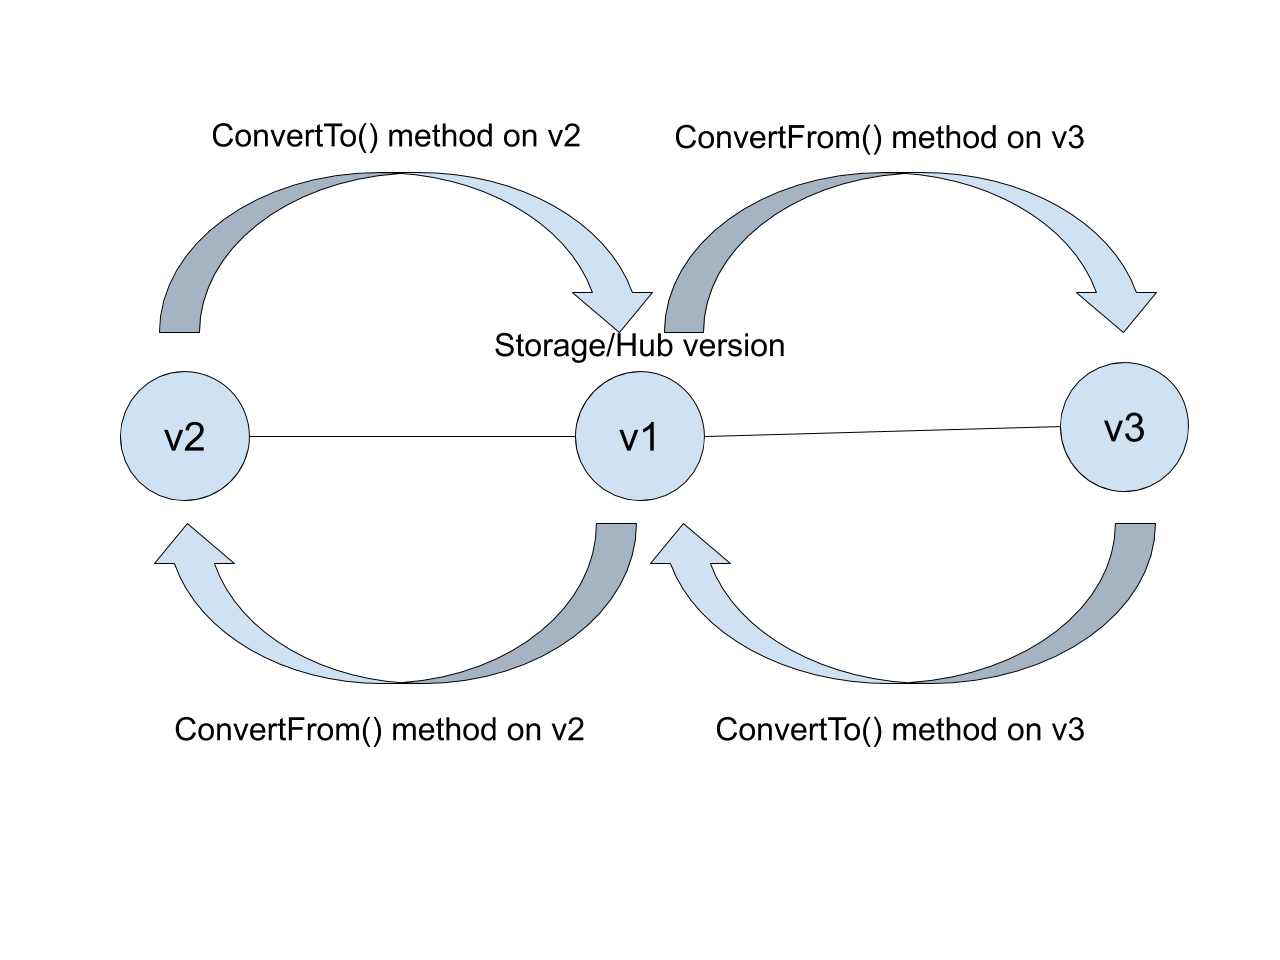 ConvertTo() method on v2
ConvertFrom() method on v3
Storage/Hub version
v2
v1
v3
ConvertFrom() method on v2
ConvertTo() method on v3